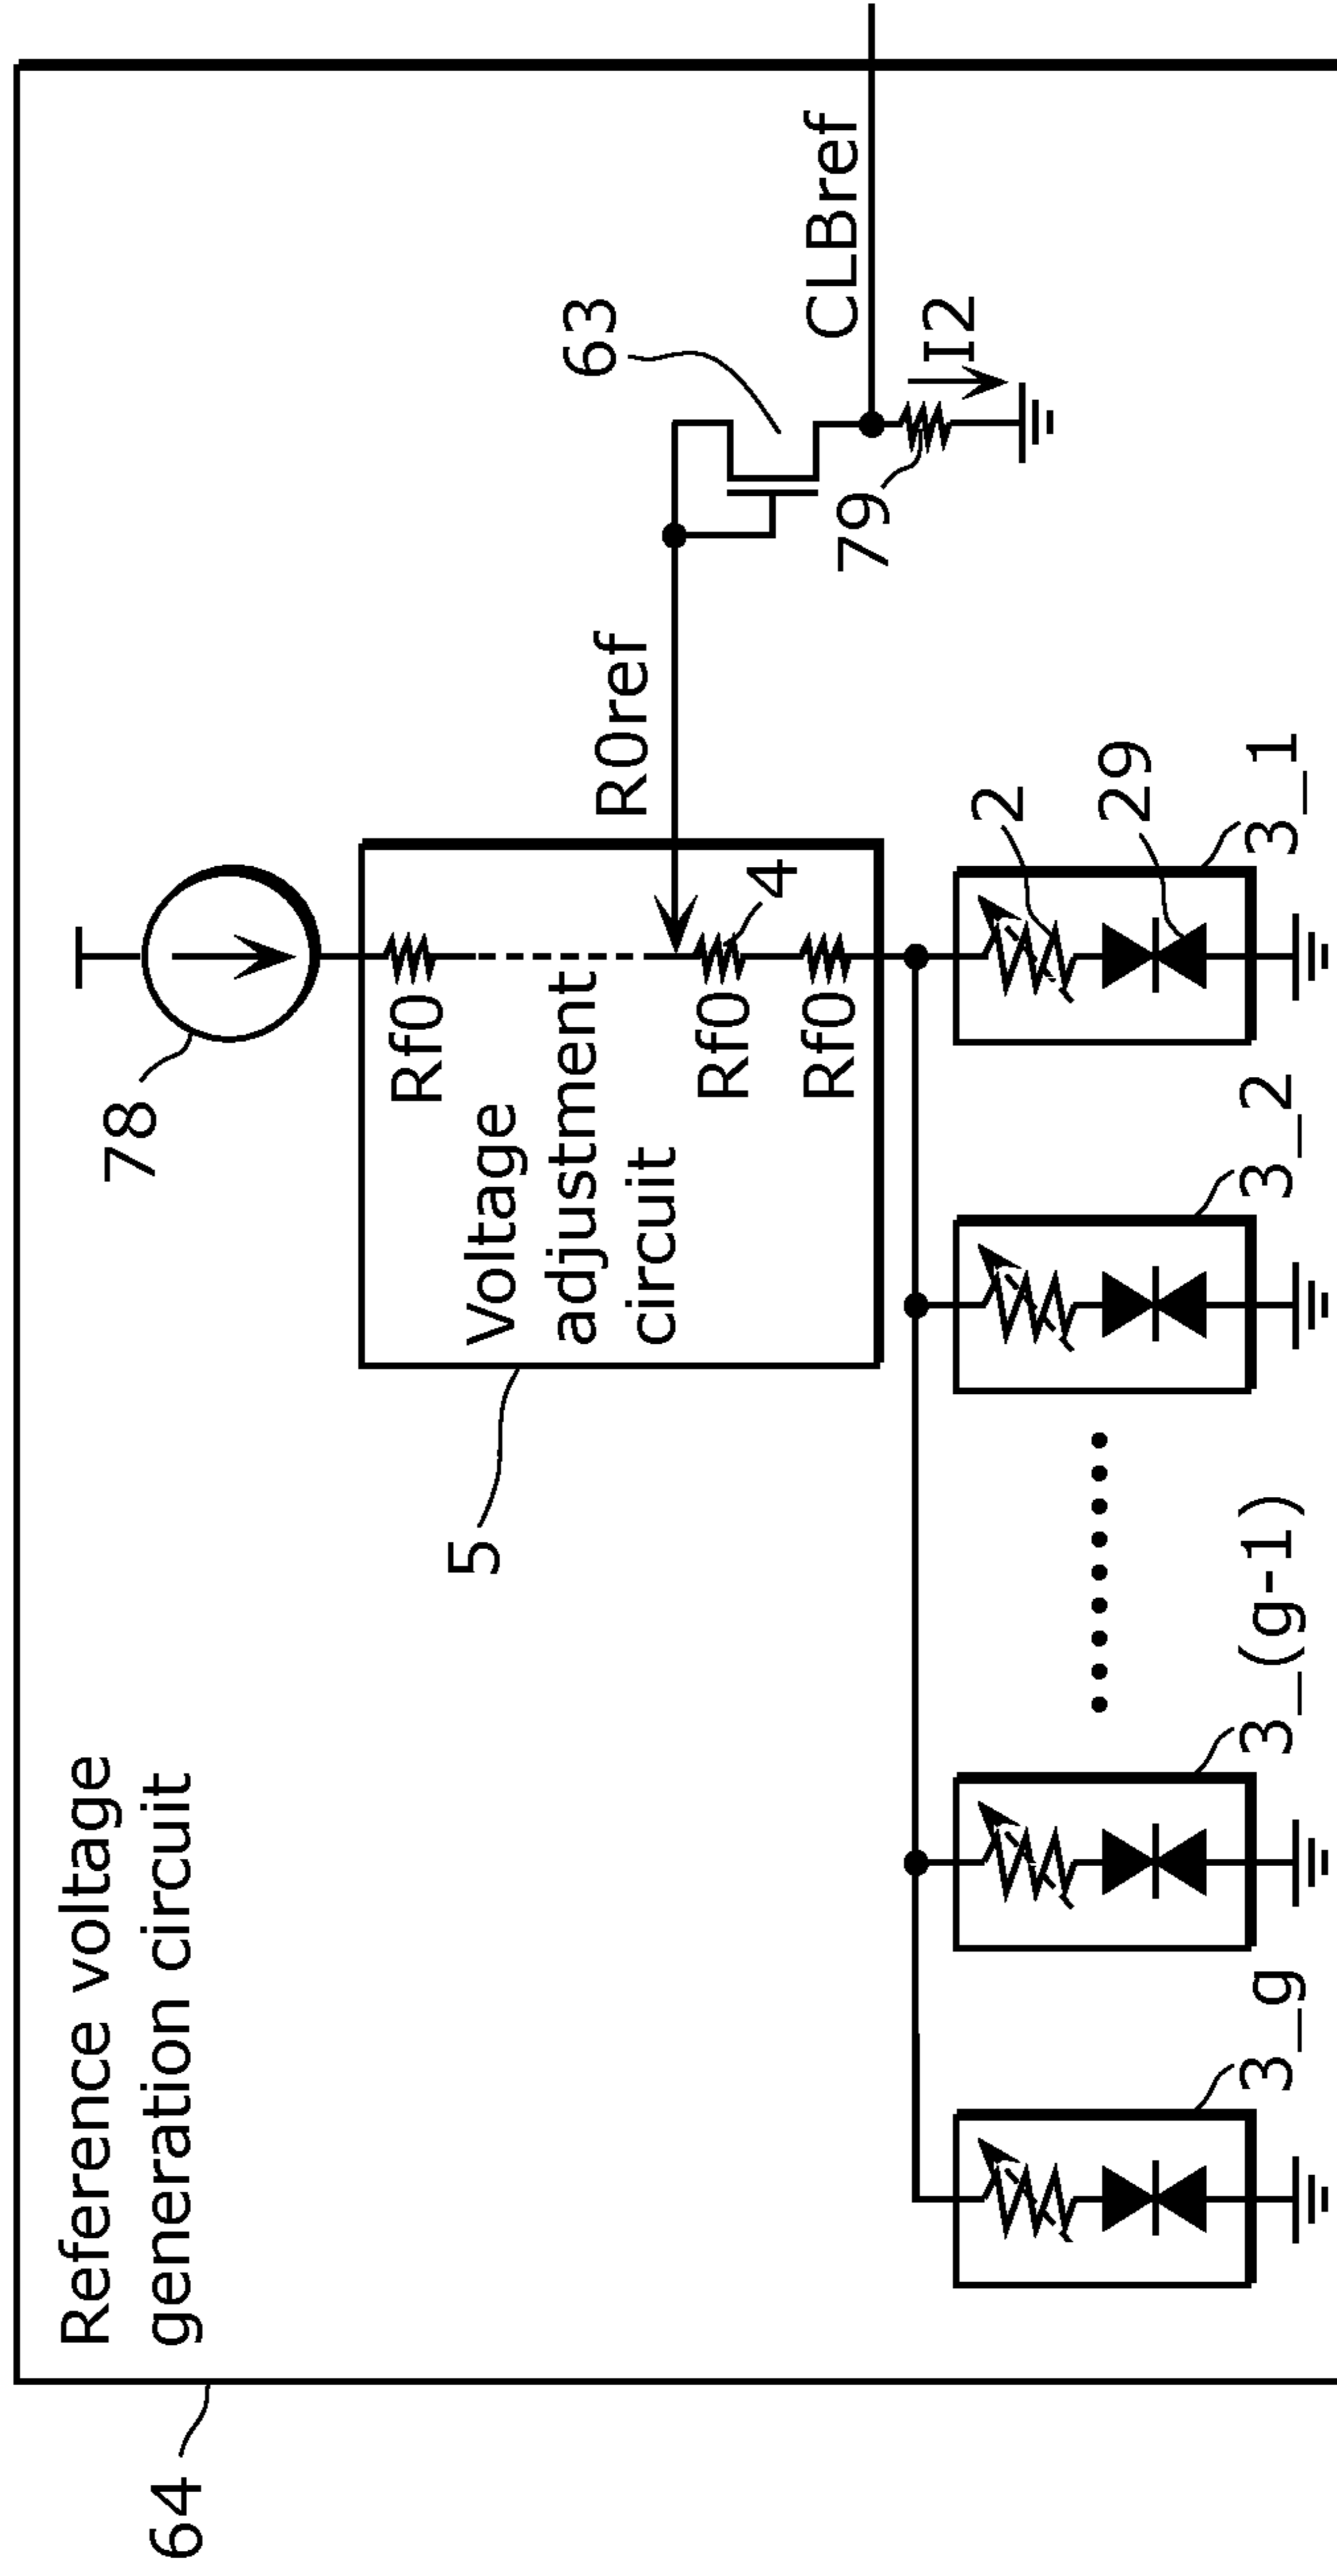 64
Reference voltage
generation circuit
78
5
Voltage
adjustment
circuit
Rf0
Rf0
Rf0
4
R0ref
63
CLBref
79
I2
3_g
3_(g-1)
3_2
3_1
2
29